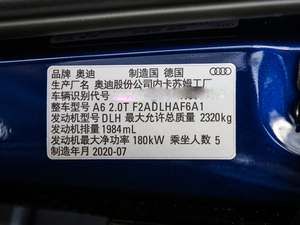 品牌 奥迪 制造国 德国
生产厂名 奥迪股份公司内卡苏姆工厂
车辆识别代号
整车型号 A6 2.0T F2ADLHAF6A1
发动机型号 DLH 最大允许总质量 2320kg
发动机排量 1984mL
发动机最大净功率 180kW 乘坐人数 5
制造年月 2020-07